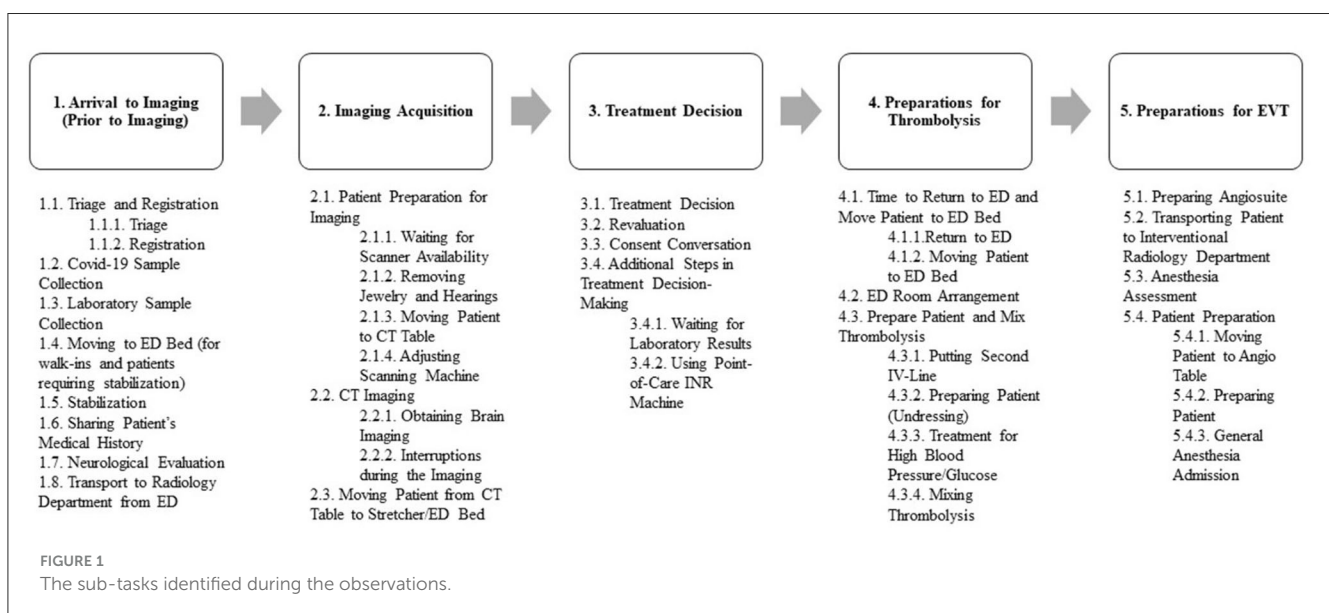 1. Arrival to Imaging
(Prior to Imaging)
2. Imaging Acquisition
3. Treatment Decision
4. Preparations for
Thrombolysis
5. Preparations for EVT
1.1. Triage and Registration
1.1.1. Triage
1.1.2. Registration
1.2. Covid-19 Sample
Collection
1.3. Laboratory Sample
Collection
1.4. Moving to ED Bed (for
walk-ins and patients
requiring stabilization)
1.5. Stabilization
1.6. Sharing Patient's
Medical History
1.7. Neurological Evaluation
1.8. Transport to Radiology
Department from ED
2.1. Patient Preparation for
Imaging
2.1.1. Waiting for
Scanner Availability
2.1.2. Removing
Jewelry and Hearings
2.1.3. Moving Patient
to CT Table
2.1.4. Adjusting
Scanning Machine
2.2. CT Imaging
2.2.1. Obtaining Brain
Imaging
2.2.2. Interruptions
during the Imaging
2.3. Moving Patient from CT
Table to Stretcher/ED Bed
3.1. Treatment Decision
3.2. Revaluation
3.3. Consent Conversation
3.4. Additional Steps in
Treatment Decision-
Making
3.4.1. Waiting for
Laboratory Results
3.4.2. Using Point-
of-Care INR
Machine
4.1. Time to Return to ED and
Move Patient to ED Bed
4.1.1.Return to ED
4.1.2. Moving Patient
to ED Bed
4.2. ED Room Arrangement
4.3. Prepare Patient and Mix
Thrombolysis
4.3.1. Putting Second
IV-Line
4.3.2. Preparing Patient
(Undressing)
4.3.3. Treatment for
High Blood
Pressure/Glucose
4.3.4. Mixing
Thrombolysis
5.1. Preparing Angiosuite
5.2. Transporting Patient
to Interventional
Radiology Department
5.3. Anesthesia
Assessment
5.4. Patient Preparation
5.4.1. Moving
Patient to Angio
Table
5.4.2. Preparing
Patient
5.4.3. General
Anesthesia
Admission
FIGURE 1
The sub-tasks identified during the observations.